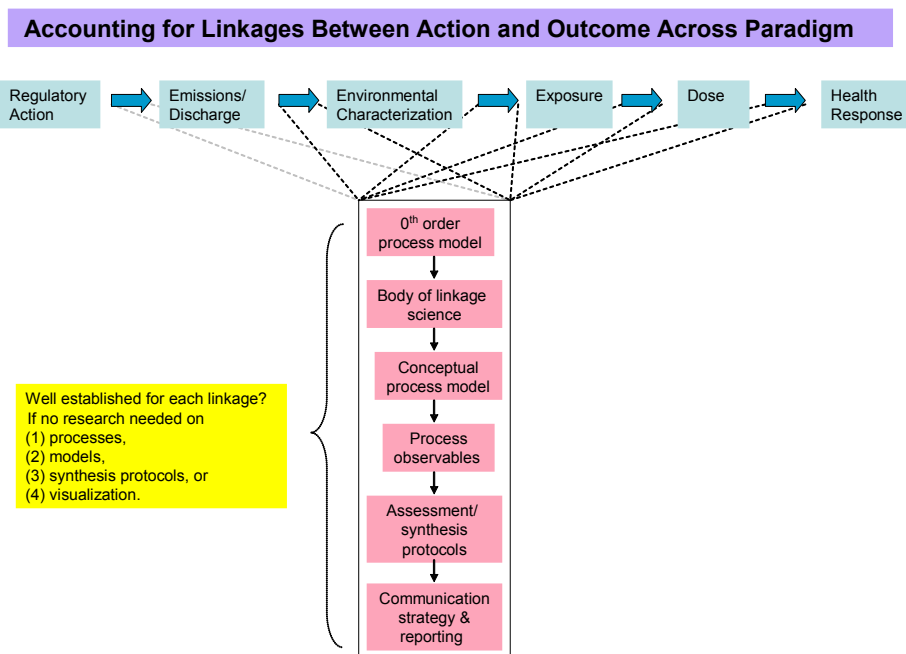 Accounting for Linkages Between Action and Outcome Across Paradigm
Regulatory
Action
Emissions/
Discharge
Environmental
Characterization
Exposure
Dose
Health
Response
0th order
process model
Body of linkage
science
Conceptual
process model
Process
observables
Assessment/
synthesis
protocols
Communication
strategy &
reporting
Well established for each linkage?
If no research needed on
(1) processes,
(2) models,
(3) synthesis protocols, or
(4) visualization.